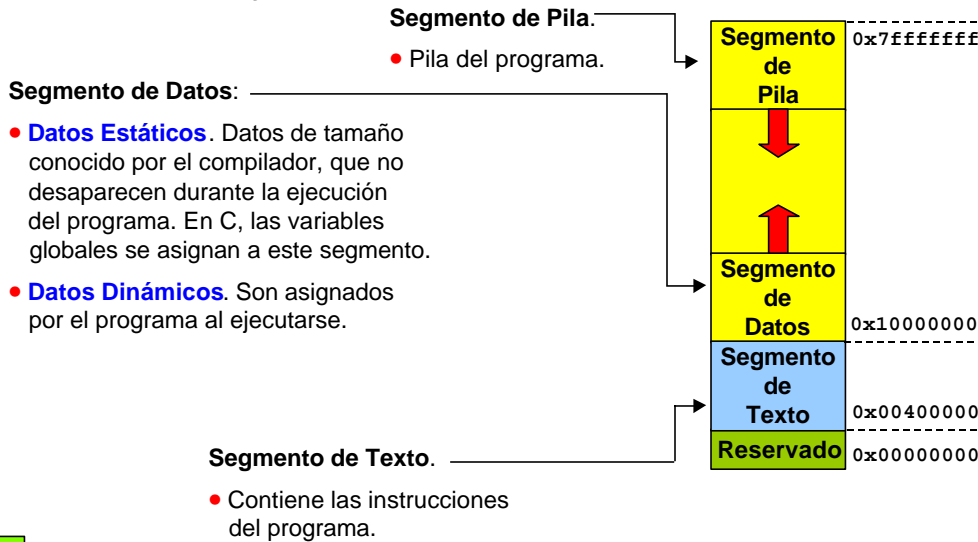 Segmento de Pila.
• Pila del programa.
Segmento de Datos:
• Datos Estáticos. Datos de tamaño
conocido por el compilador, que no
desaparecen durante la ejecución
del programa. En C, las variables
globales se asignan a este segmento.
• Datos Dinámicos. Son asignados
por el programa al ejecutarse.
Segmento de Texto.
• Contiene las instrucciones
del programa.
Segmento
de
Pila
0x7fffffff
Segmento
de
Datos
0x10000000
Segmento
de
Texto
0x00400000
Reservado
0x00000000